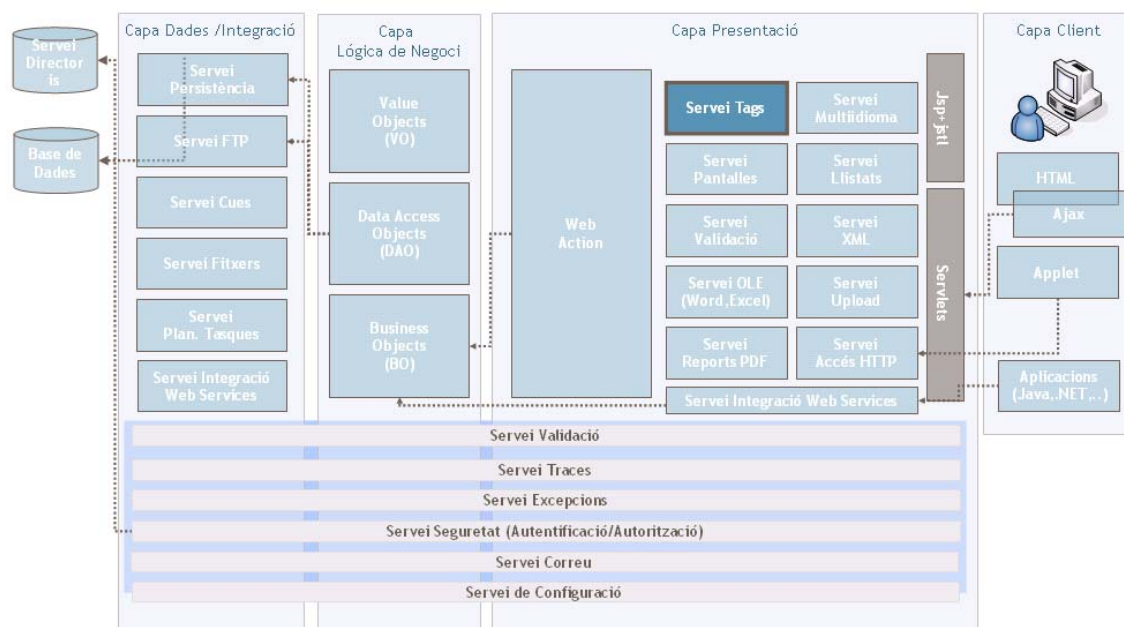 Servei
Director
is
Base de
Dades
Capa Dades /Integració
Servei
Persistència
Servei FTP
Servei Cues
Servei Fitxers
Servei
Plan. Tasques
Servei Integració
Web Services
Capa
Lógica de Negoci
Value
Objects
(VO)
Data Access
Objects
(DAO)
Business
Objects
(BO)
Capa Presentació
Web
Action
Servei Tags
Servei
Multiidioma
Servei
Pantalles
Servei
Llistats
Servei
Validació
Servei
XML
Servei OLE
(Word,Excel)
Servei
Upload
Servei
Reports PDF
Servei
Accés HTTP
Servei Integració Web Services
Jsp+jstl
Servlets
Capa Client
HTML
Ajax
Applet
Aplicacions
(Java,.NET,..)
Servei Validació
Servei Traces
Servei Excepcions
Servei Seguretat (Autentificació/Autorització)
Servei Correu
Servei de Configuració